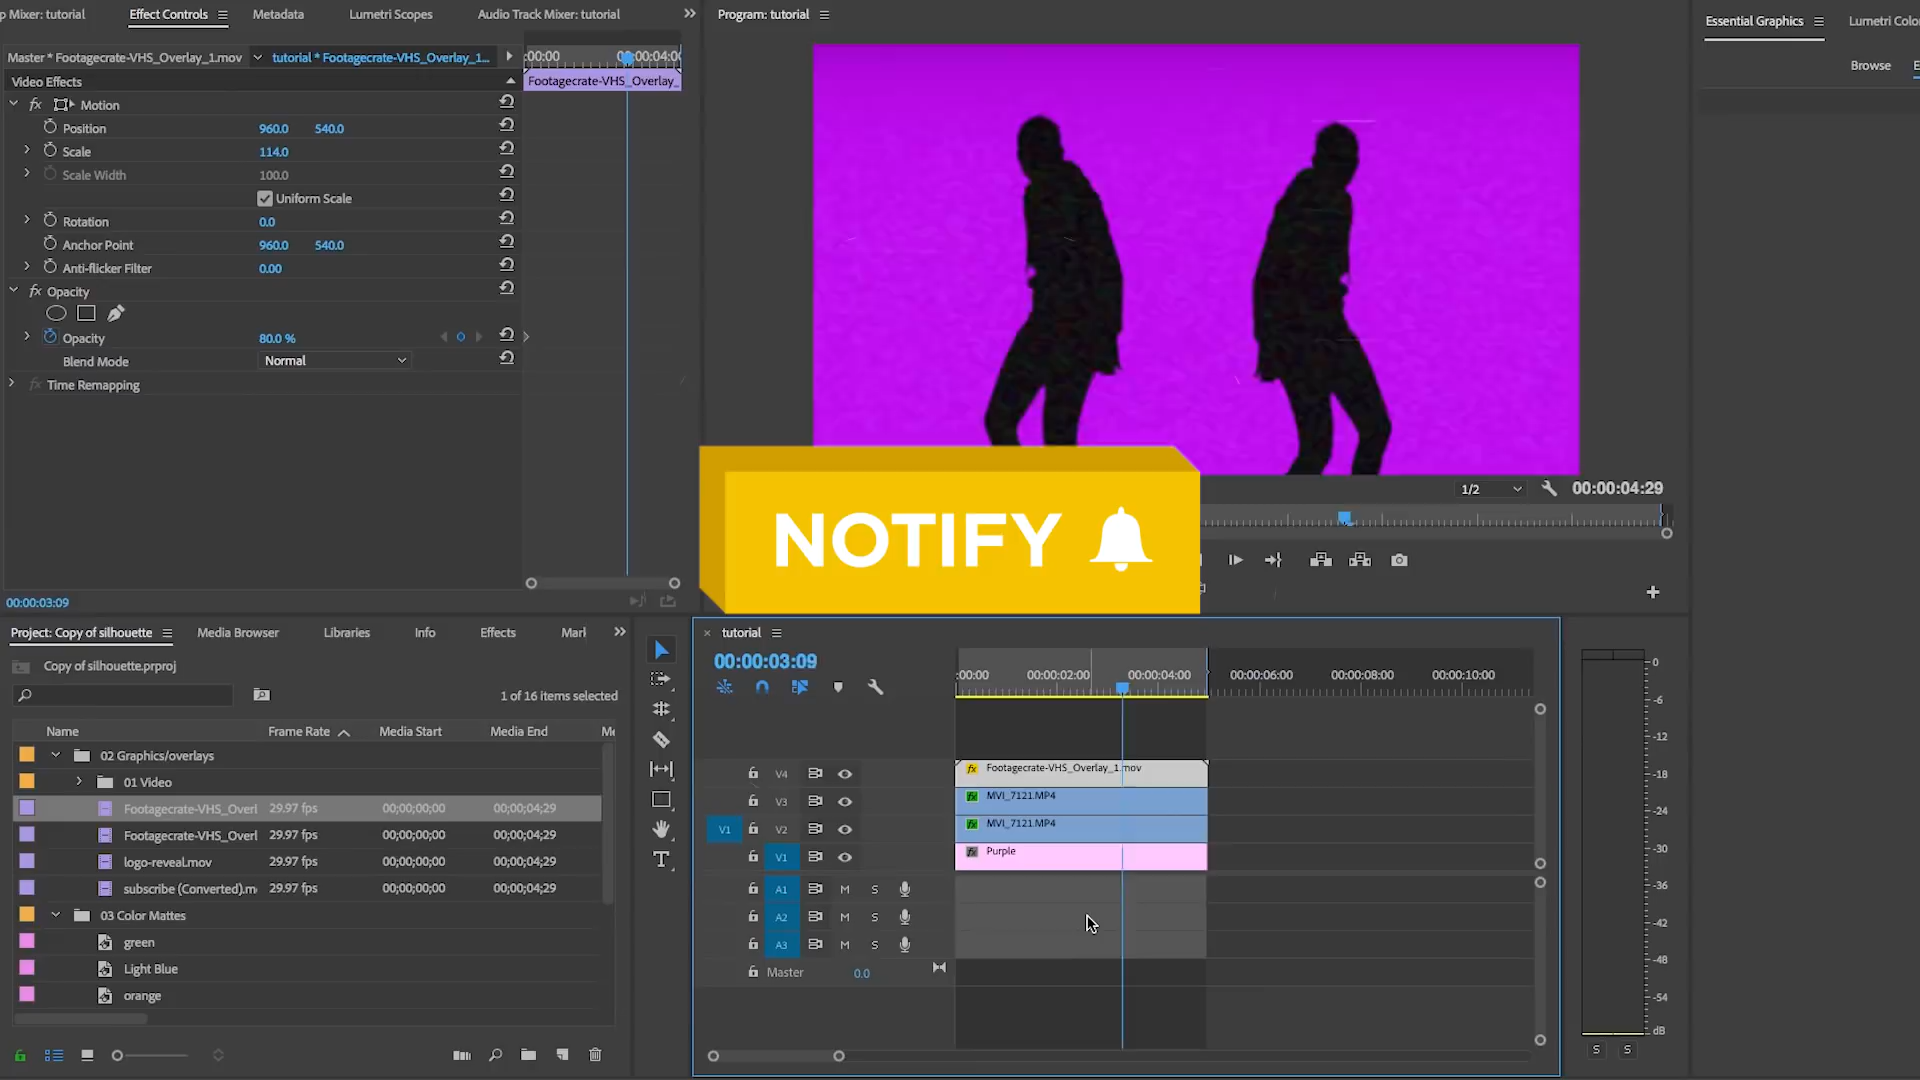 p Mixer: tutorial
Effect Controls
Metadata
Lumetri Scopes
Audio Track Mixer: tutorial
Program: tutorial
Essential Graphics
Lumetri Colo
Browse
E
Master * Footagecrate-VHS_Overlay_1.mov
tutorial * Footagecrate-VHS_Overlay_1...
:00:00
00:00:04:00
Video Effects
Footagecrate-VHS_Overlay_
fx Motion
Position 960.0 540.0
Scale 114.0
Scale Width 100.0
Uniform Scale
Rotation 0.0
Anchor Point 960.0 540.0
Anti-flicker Filter 0.00
fx Opacity
Opacity 80.0 %
Blend Mode Normal
fx Time Remapping
1/2
00:00:04:29
NOTIFY
00:00:03:09
Project: Copy of silhouette
Media Browser
Libraries
Info
Effects
Marl
Copy of silhouette.prproj
1 of 16 items selected
Name Frame Rate Media Start Media End Me
02 Graphics/overlays
01 Video
Footagecrate-VHS_Overl 29.97 fps 00;00;00;00 00;00;04;29
Footagecrate-VHS_Overl 29.97 fps 00;00;00;00 00;00;04;29
logo-reveal.mov 29.97 fps 00;00;00;00 00;00;04;29
subscribe (Converted).m 29.97 fps 00;00;00;00 00;00;04;29
03 Color Mattes
green
Light Blue
orange
T
× tutorial
00:00:03:09
:00:00
00:00:02:00
00:00:04:00
00:00:06:00
00:00:08:00
00:00:10:00
V4
fx Footagecrate-VHS_Overlay_1.mov
V3
fx MVI_7121.MP4
V1 V2
fx MVI_7121.MP4
V1
fx Purple
A1 M S
A2 M S
A3 M S
Master 0.0
0
-6
-12
-18
-24
-30
-36
-42
-48
-54
dB
S S